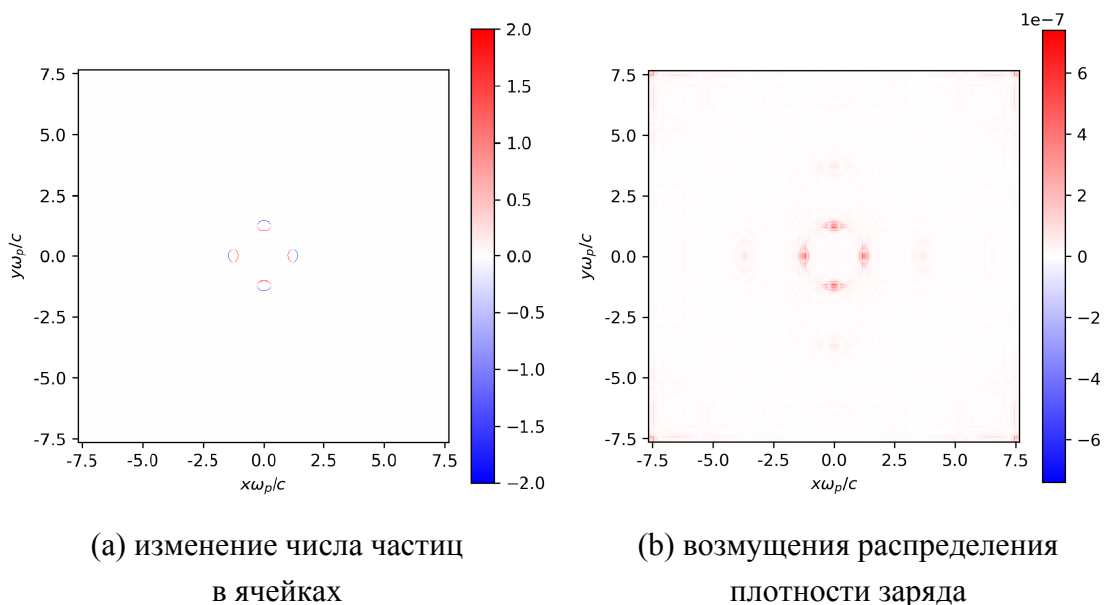 2.0
1.5
1.0
0.5
0.0
−0.5
−1.0
−1.5
−2.0
7.5
5.0
2.5
0.0
-2.5
-5.0
-7.5
yωp/c
-7.5 -5.0 -2.5 0.0 2.5 5.0 7.5
xωp/c
(a) изменение числа частиц
в ячейках
1e−7
6
4
2
0
−2
−4
−6
7.5
5.0
2.5
0.0
-2.5
-5.0
-7.5
yωp/c
-7.5 -5.0 -2.5 0.0 2.5 5.0 7.5
xωp/c
(b) возмущения распределения
плотности заряда